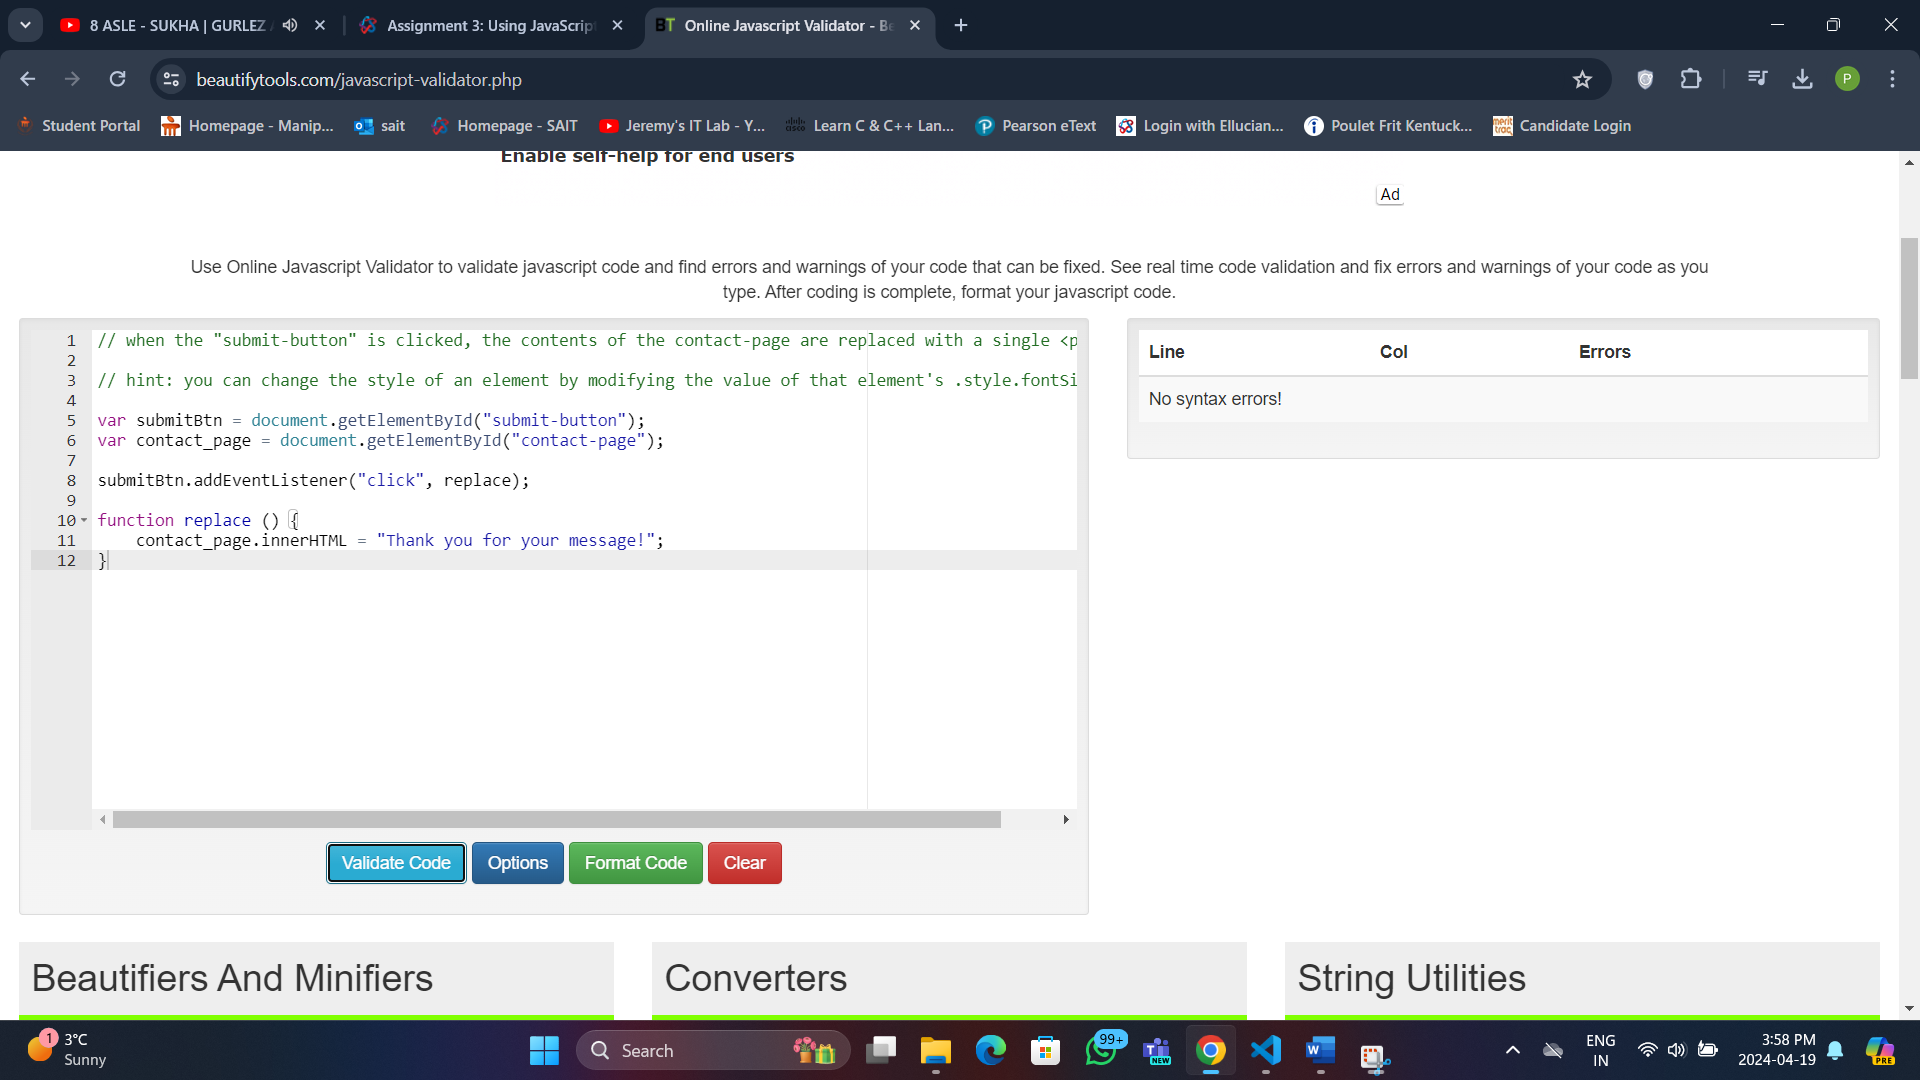 8 ASLE - SUKHA | GURLEZ
Assignment 3: Using JavaScrip
BT Online Javascript Validator - Be
beautifytools.com/javascript-validator.php
P
Student Portal
Homepage - Manip...
sait
Homepage - SAIT
Jeremy's IT Lab - Y...
Learn C & C++ Lan...
Pearson eText
Login with Ellucian...
Poulet Frit Kentuck...
Candidate Login
Enable self-help for end users
Ad
Use Online Javascript Validator to validate javascript code and find errors and warnings of your code that can be fixed. See real time code validation and fix errors and warnings of your code as you
type. After coding is complete, format your javascript code.
1 // when the "submit-button" is clicked, the contents of the contact-page are replaced with a single <p
2
3 // hint: you can change the style of an element by modifying the value of that element's .style.fontSi
4
5 var submitBtn = document.getElementById("submit-button");
6 var contact_page = document.getElementById("contact-page");
7
8 submitBtn.addEventListener("click", replace);
9
10 function replace () {
11 contact_page.innerHTML = "Thank you for your message!";
12 }
Line Col Errors
No syntax errors!
Validate Code
Options
Format Code
Clear
Beautifiers And Minifiers
Converters
String Utilities
1
3°C
Sunny
Search
99+
NEW
ENG
IN
3:58 PM
2024-04-19
PRE